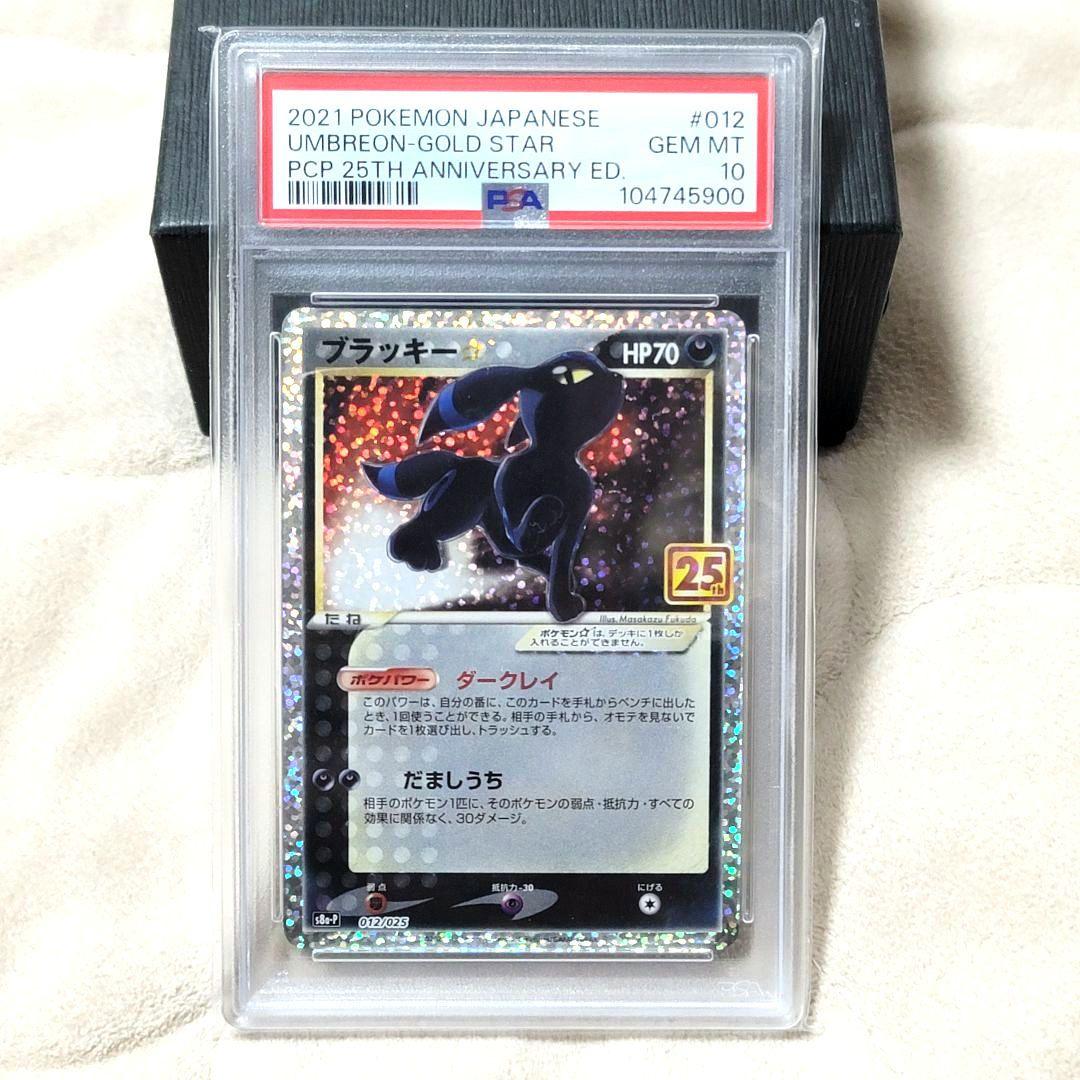 2021 POKEMON JAPANESE #012
UMBREON-GOLD STAR GEM MT
PCP 25TH ANNIVERSARY ED. 10
PSA 104745900
ブラッキー☆ HP70
25th
たね
Illus. Masakazu Fukuda
ポケモン☆は、デッキに1枚しか
入れることができません。
ポケパワー ダークレイ
このパワーは、自分の番に、このカードを手札からベンチに出した
とき、1回使うことができる。相手の手札から、オモテを見ないで
カードを1枚選び出し、トラッシュする。
だましうち
相手のポケモン1匹に、そのポケモンの弱点・抵抗力・すべての
効果に関係なく、30ダメージ。
弱点 抵抗力-30 にげる
s8a-P 012/025